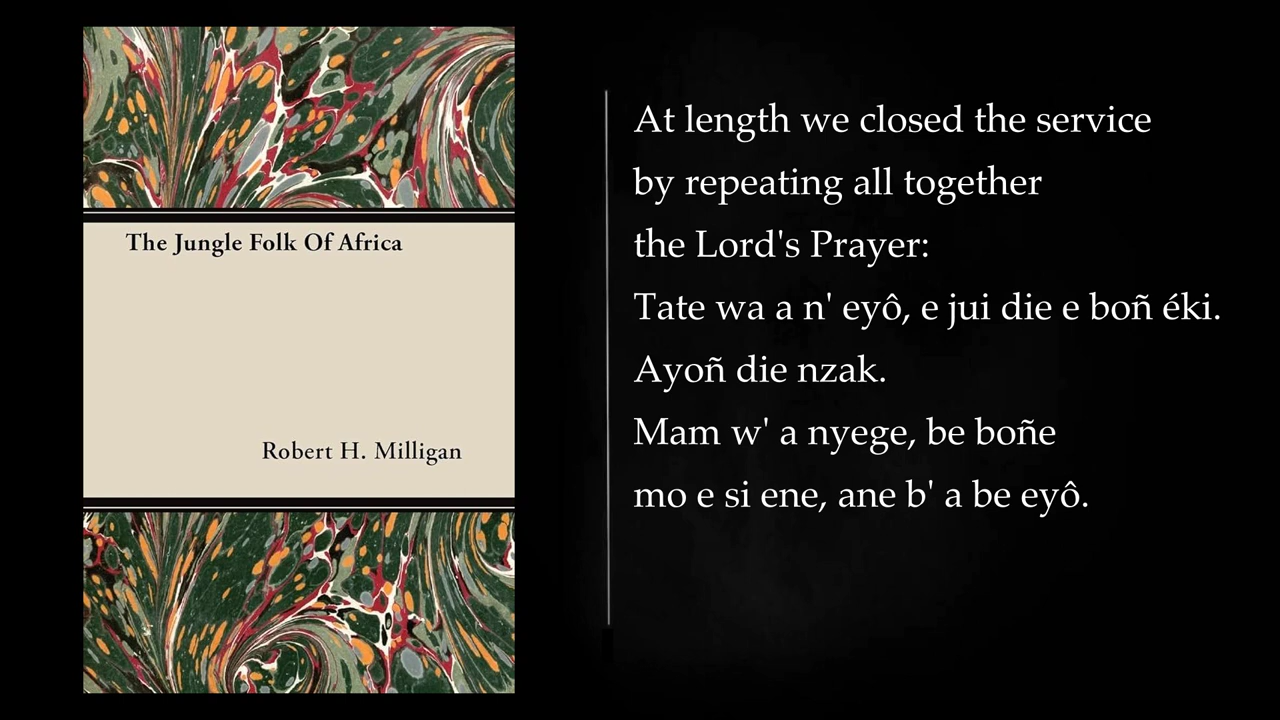 The Jungle Folk Of Africa
Robert H. Milligan
At length we closed the service
by repeating all together
the Lord's Prayer:
Tate wa a n' eyô, e jui die e boñ éki.
Ayoñ die nzak.
Mam w' a nyege, be boñe
mo e si ene, ane b' a be eyô.